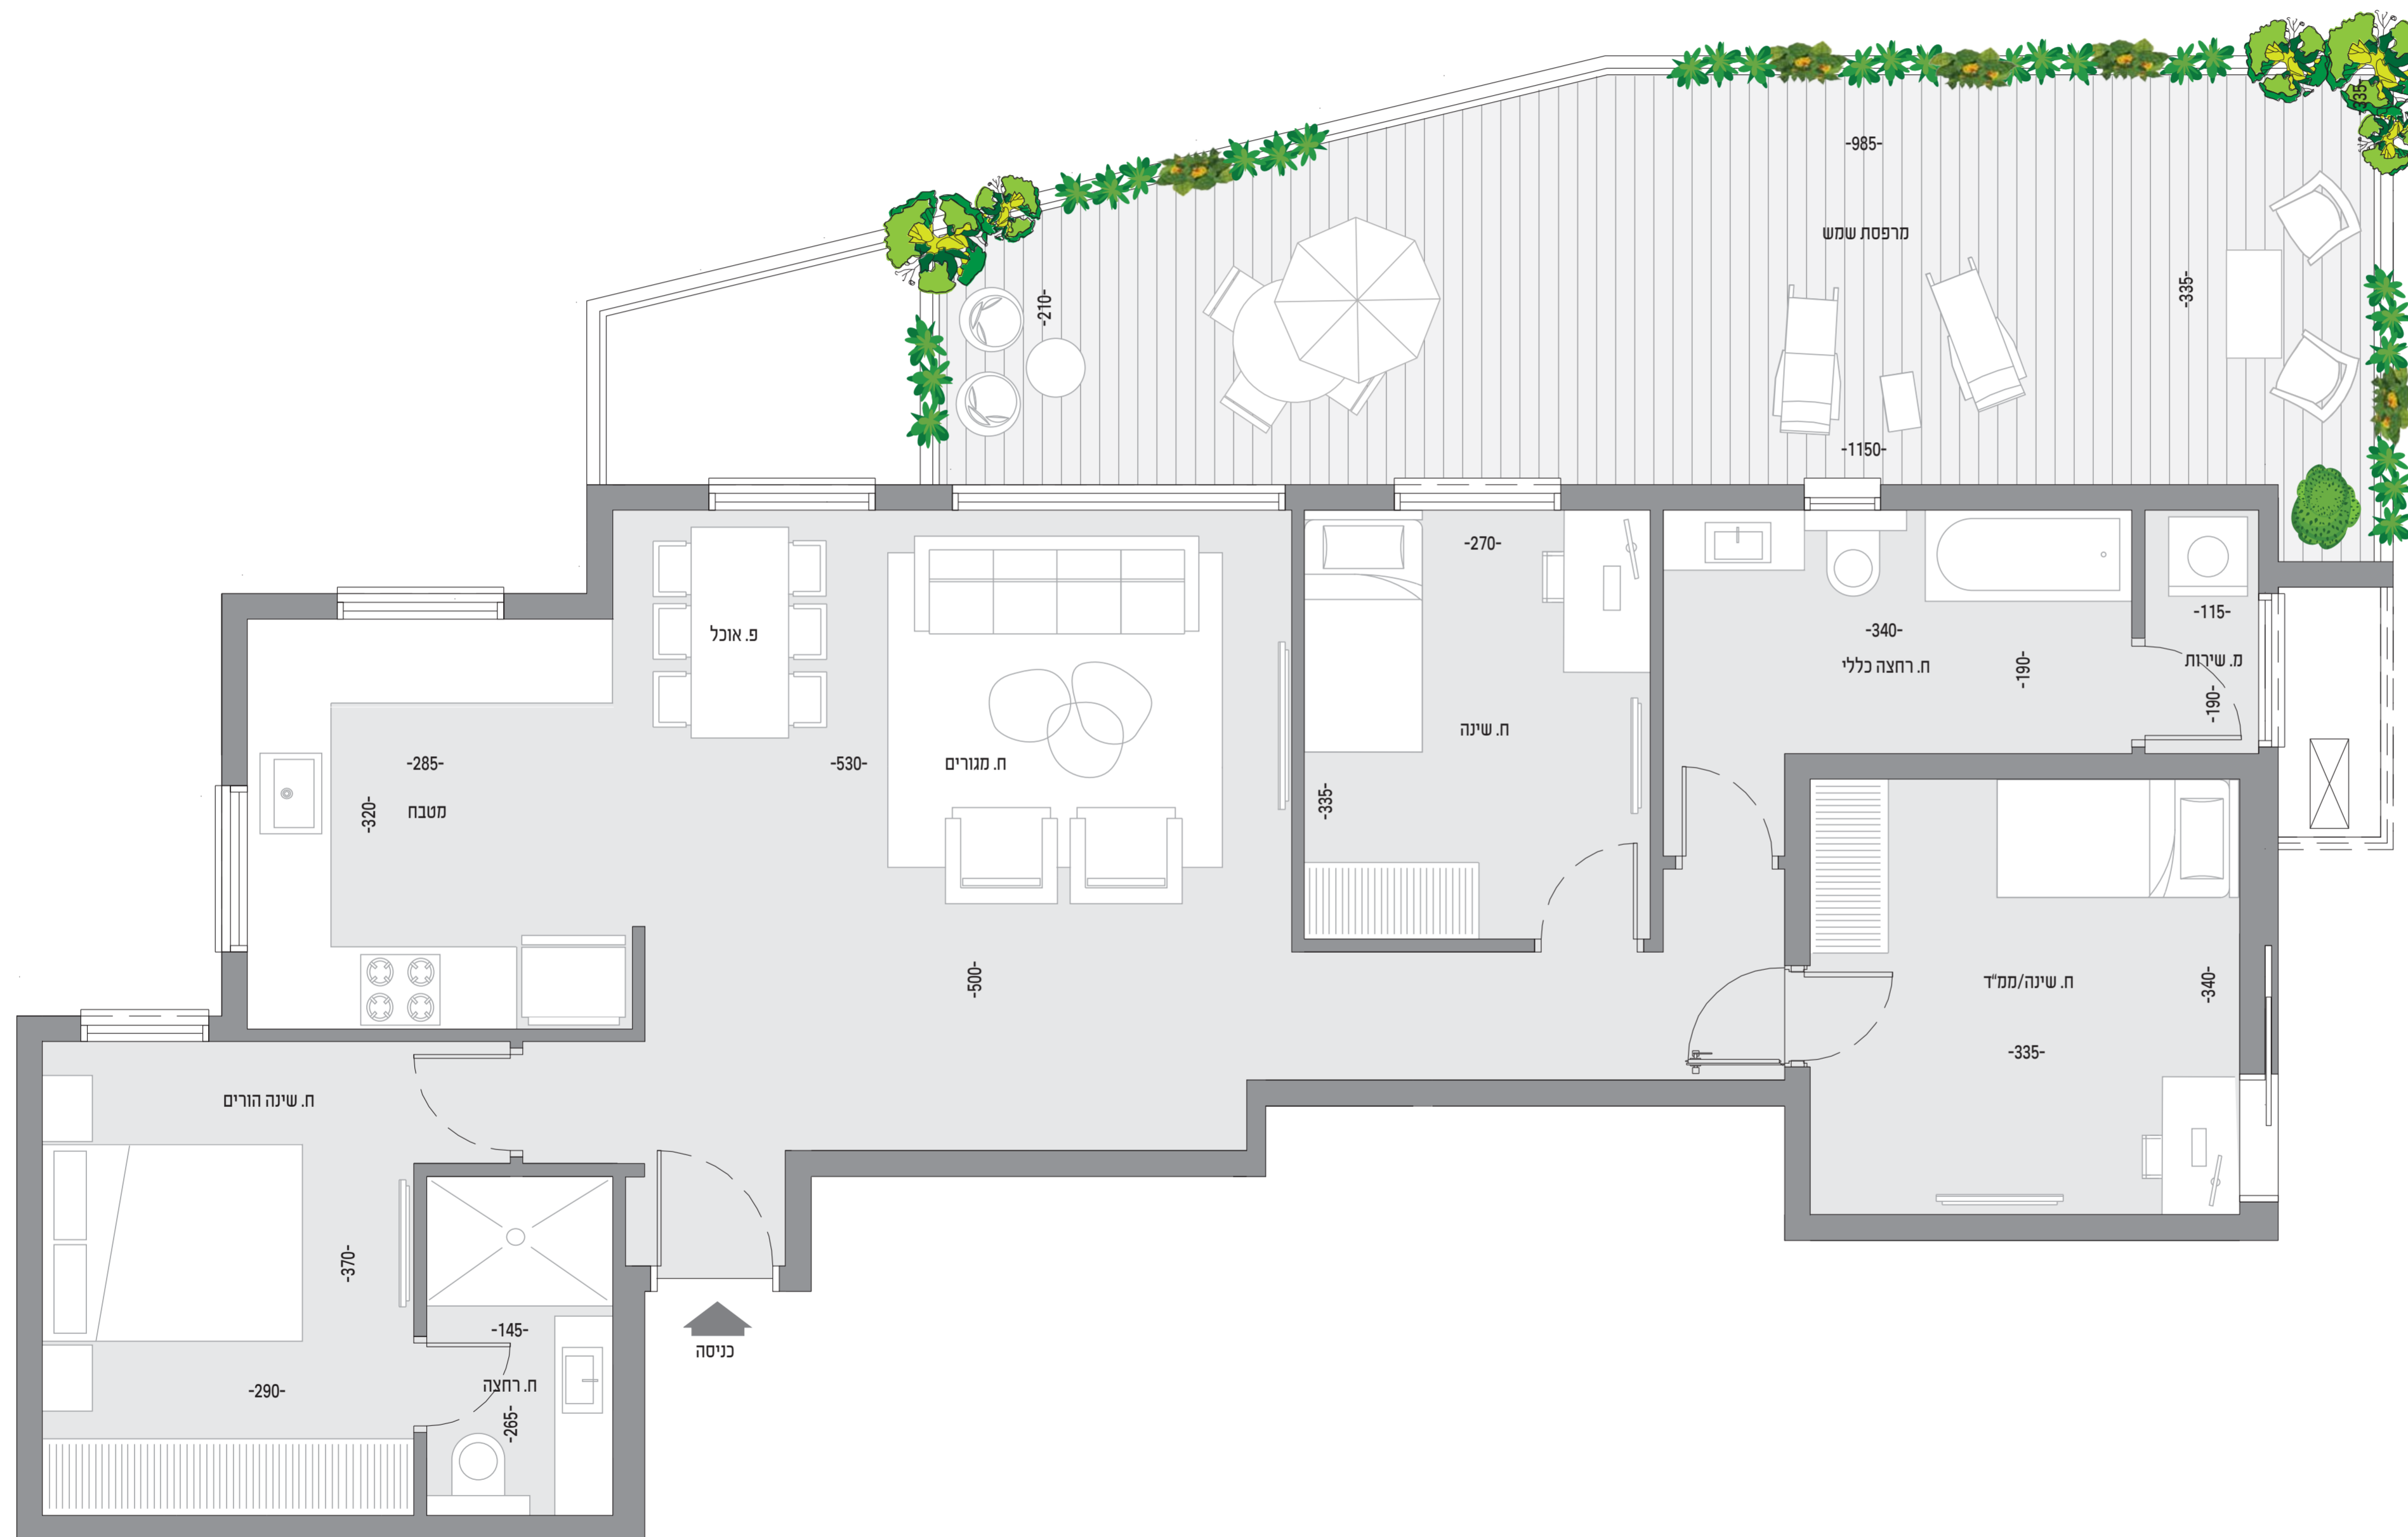 -335-
-985-
מרפסת שמש
-335-
-210-
-1150-
-270-
-115-
-340-
פ. אוכל
ח. רחצה כללי
-190-
מ. שירות
-190-
ח. שינה
-285-
-530-
ח. מגורים
-335-
-320-
מטבח
-500-
ח. שינה/ממ"ד
-340-
-335-
ח. שינה הורים
-370-
-145-
כניסה
-290-
ח. רחצה
-265-